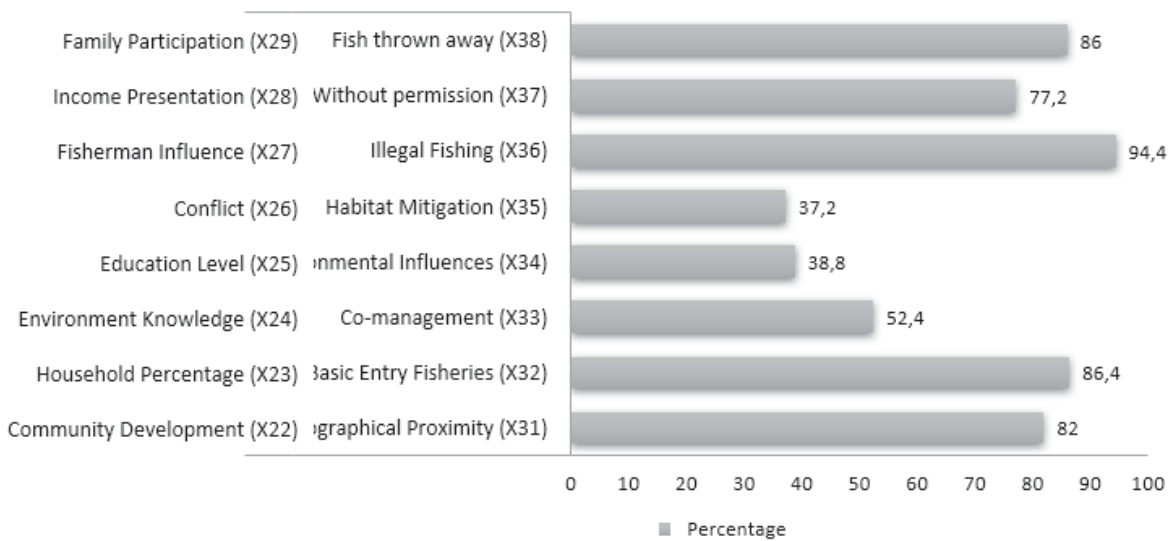 Family Participation (X29) Fish thrown away (X38) 86
Income Presentation (X28) Without permission (X37) 77,2
Fisherman Influence (X27) Illegal Fishing (X36) 94,4
Conflict (X26) Habitat Mitigation (X35) 37,2
Education Level (X25) Influences (X34) 38,8
Environment Knowledge (X24) Co-management (X33) 52,4
Household Percentage (X23) Basic Entry Fisheries (X32) 86,4
Community Development (X22) Proximity (X31) 82
0 10 20 30 40 50 60 70 80 90 100
Percentage